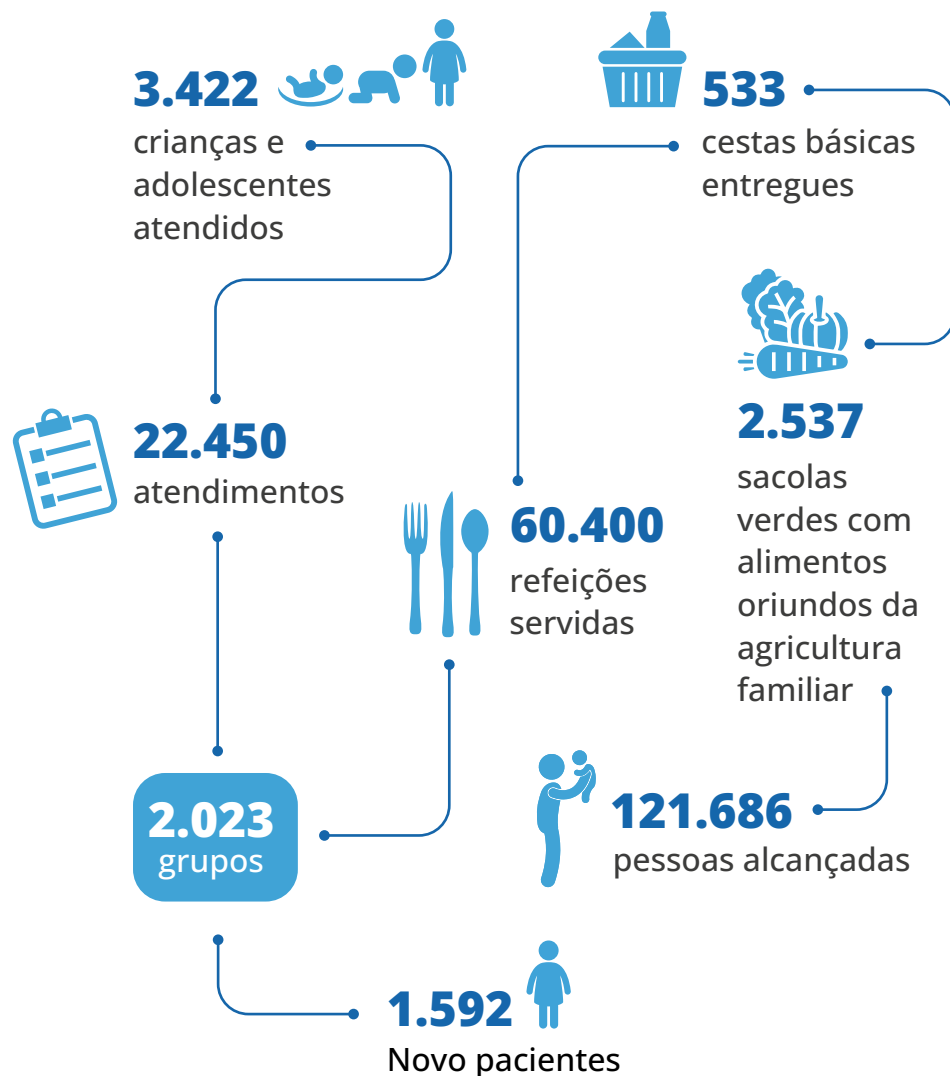 3.422
crianças e
adolescentes
atendidos
533
cestas básicas
entregues
22.450
atendimentos
2.537
sacolas
verdes com
alimentos
oriundos da
agricultura
familiar
60.400
refeições
servidas
2.023
grupos
121.686
pessoas alcançadas
1.592
Novo pacientes